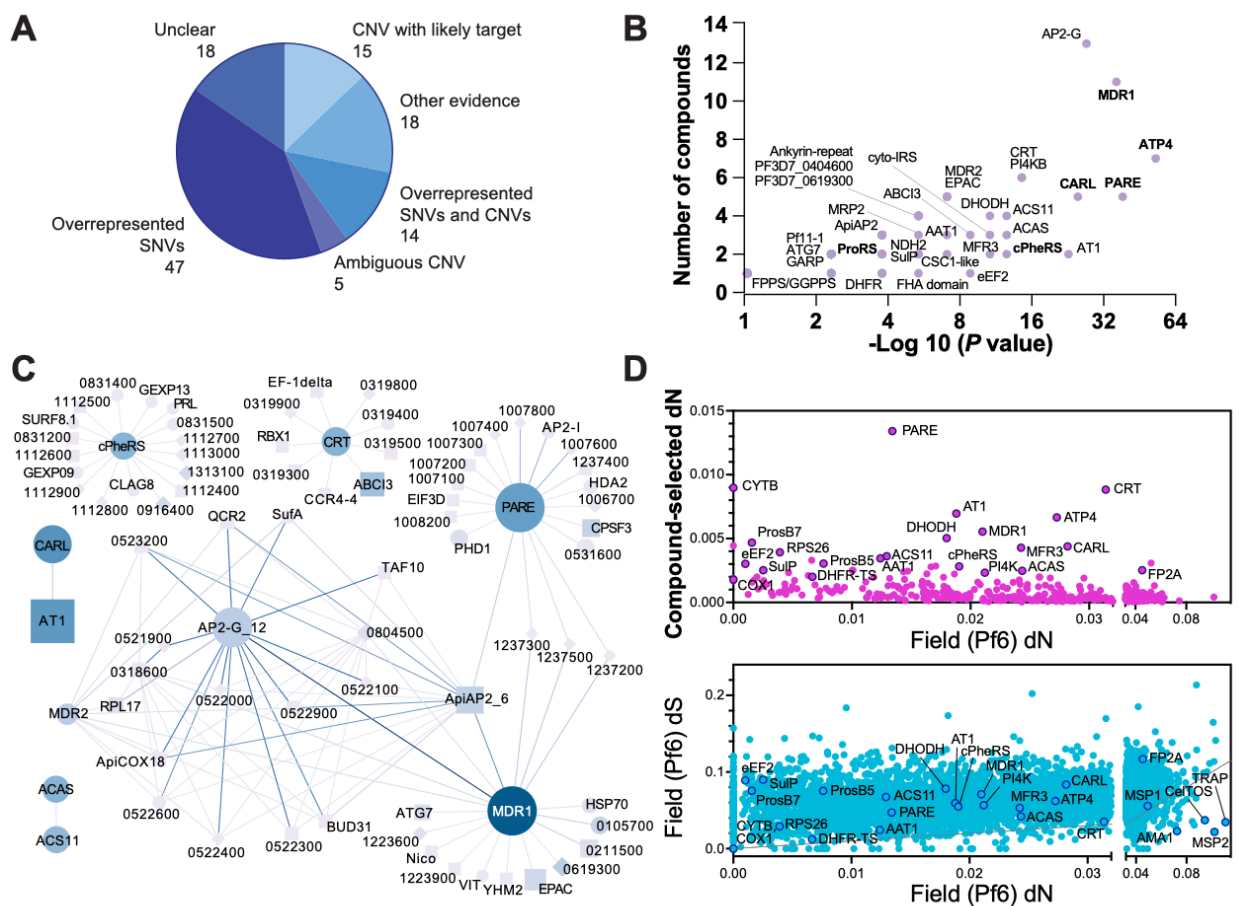 A
Unclear
18
CNV with likely target
15
Other evidence
18
Overrepresented
SNVs and CNVs
14
Ambiguous CNV
5
Overrepresented
SNVs
47
B
Number of compounds
14
12
10
8
6
4
2
0
AP2-G
MDR1
ATP4
CRT
PI4KB
CARL
PARE
MDR2
EPAC
cyto-IRS
Ankyrin-repeat
PF3D7_0404600
PF3D7_0619300
ABCI3
DHODH
ACS11
MRP2
ApiAP2
AAT1
ACAS
Pf11-1
ATG7
GARP
ProRS
NDH2
SulP
MFR3
cPheRS
AT1
CSC1-like
FPPS/GGPPS
DHFR
FHA domain
eEF2
1
2
4
8
16
32
64
-Log 10 (P value)
C
0831400
GEXP13
1112500
PRL
SURF8.1
0831500
0831200
cPheRS
1112700
1112600
1113000
GEXP09
1313100
1112900
CLAG8
1112400
1112800
0916400
EF-1delta
0319800
0319900
0319400
RBX1
CRT
0319500
0319300
ABCI3
CCR4-4
1007800
1007400
AP2-I
1007300
1007600
1007200
1237400
1007100
HDA2
EIF3D
PARE
1006700
1008200
CPSF3
PHD1
0531600
QCR2
SufA
CARL
0523200
TAF10
AT1
AP2-G_12
0804500
0521900
1237300
0318600
1237500
0522100
1237200
RPL17
0522000
ApiAP2_6
MDR2
0522900
ApiCOX18
ACAS
MDR1
HSP70
0522600
BUD31
ATG7
0105700
ACS11
1223600
0211500
0522400
0522300
Nico
0619300
1223900
VIT
YHM2
EPAC
D
Compound-selected dN
0.015
0.010
0.005
0.000
PARE
CYTB
CRT
AT1
ATP4
DHODH
MDR1
ProsB7
RPS26
eEF2
ProsB5
ACS11
cPheRS
MFR3
CARL
SulP
AAT1
DHFR-TS
PI4K
ACAS
FP2A
COX1
0.00
0.01
0.02
0.03
0.04
0.08
Field (Pf6) dN
Field (Pf6) dS
0.2
0.1
0.0
AT1
DHODH
cPheRS
FP2A
eEF2
MDR1
TRAP
SulP
PI4K
CARL
CelTOS
ProsB7
ProsB5
ACS11
MFR3
ATP4
MSP1
PARE
ACAS
CYTB
RPS26
AAT1
CRT
AMA1
COX1
DHFR-TS
MSP2
0.00
0.01
0.02
0.03
0.04
0.08
Field (Pf6) dN